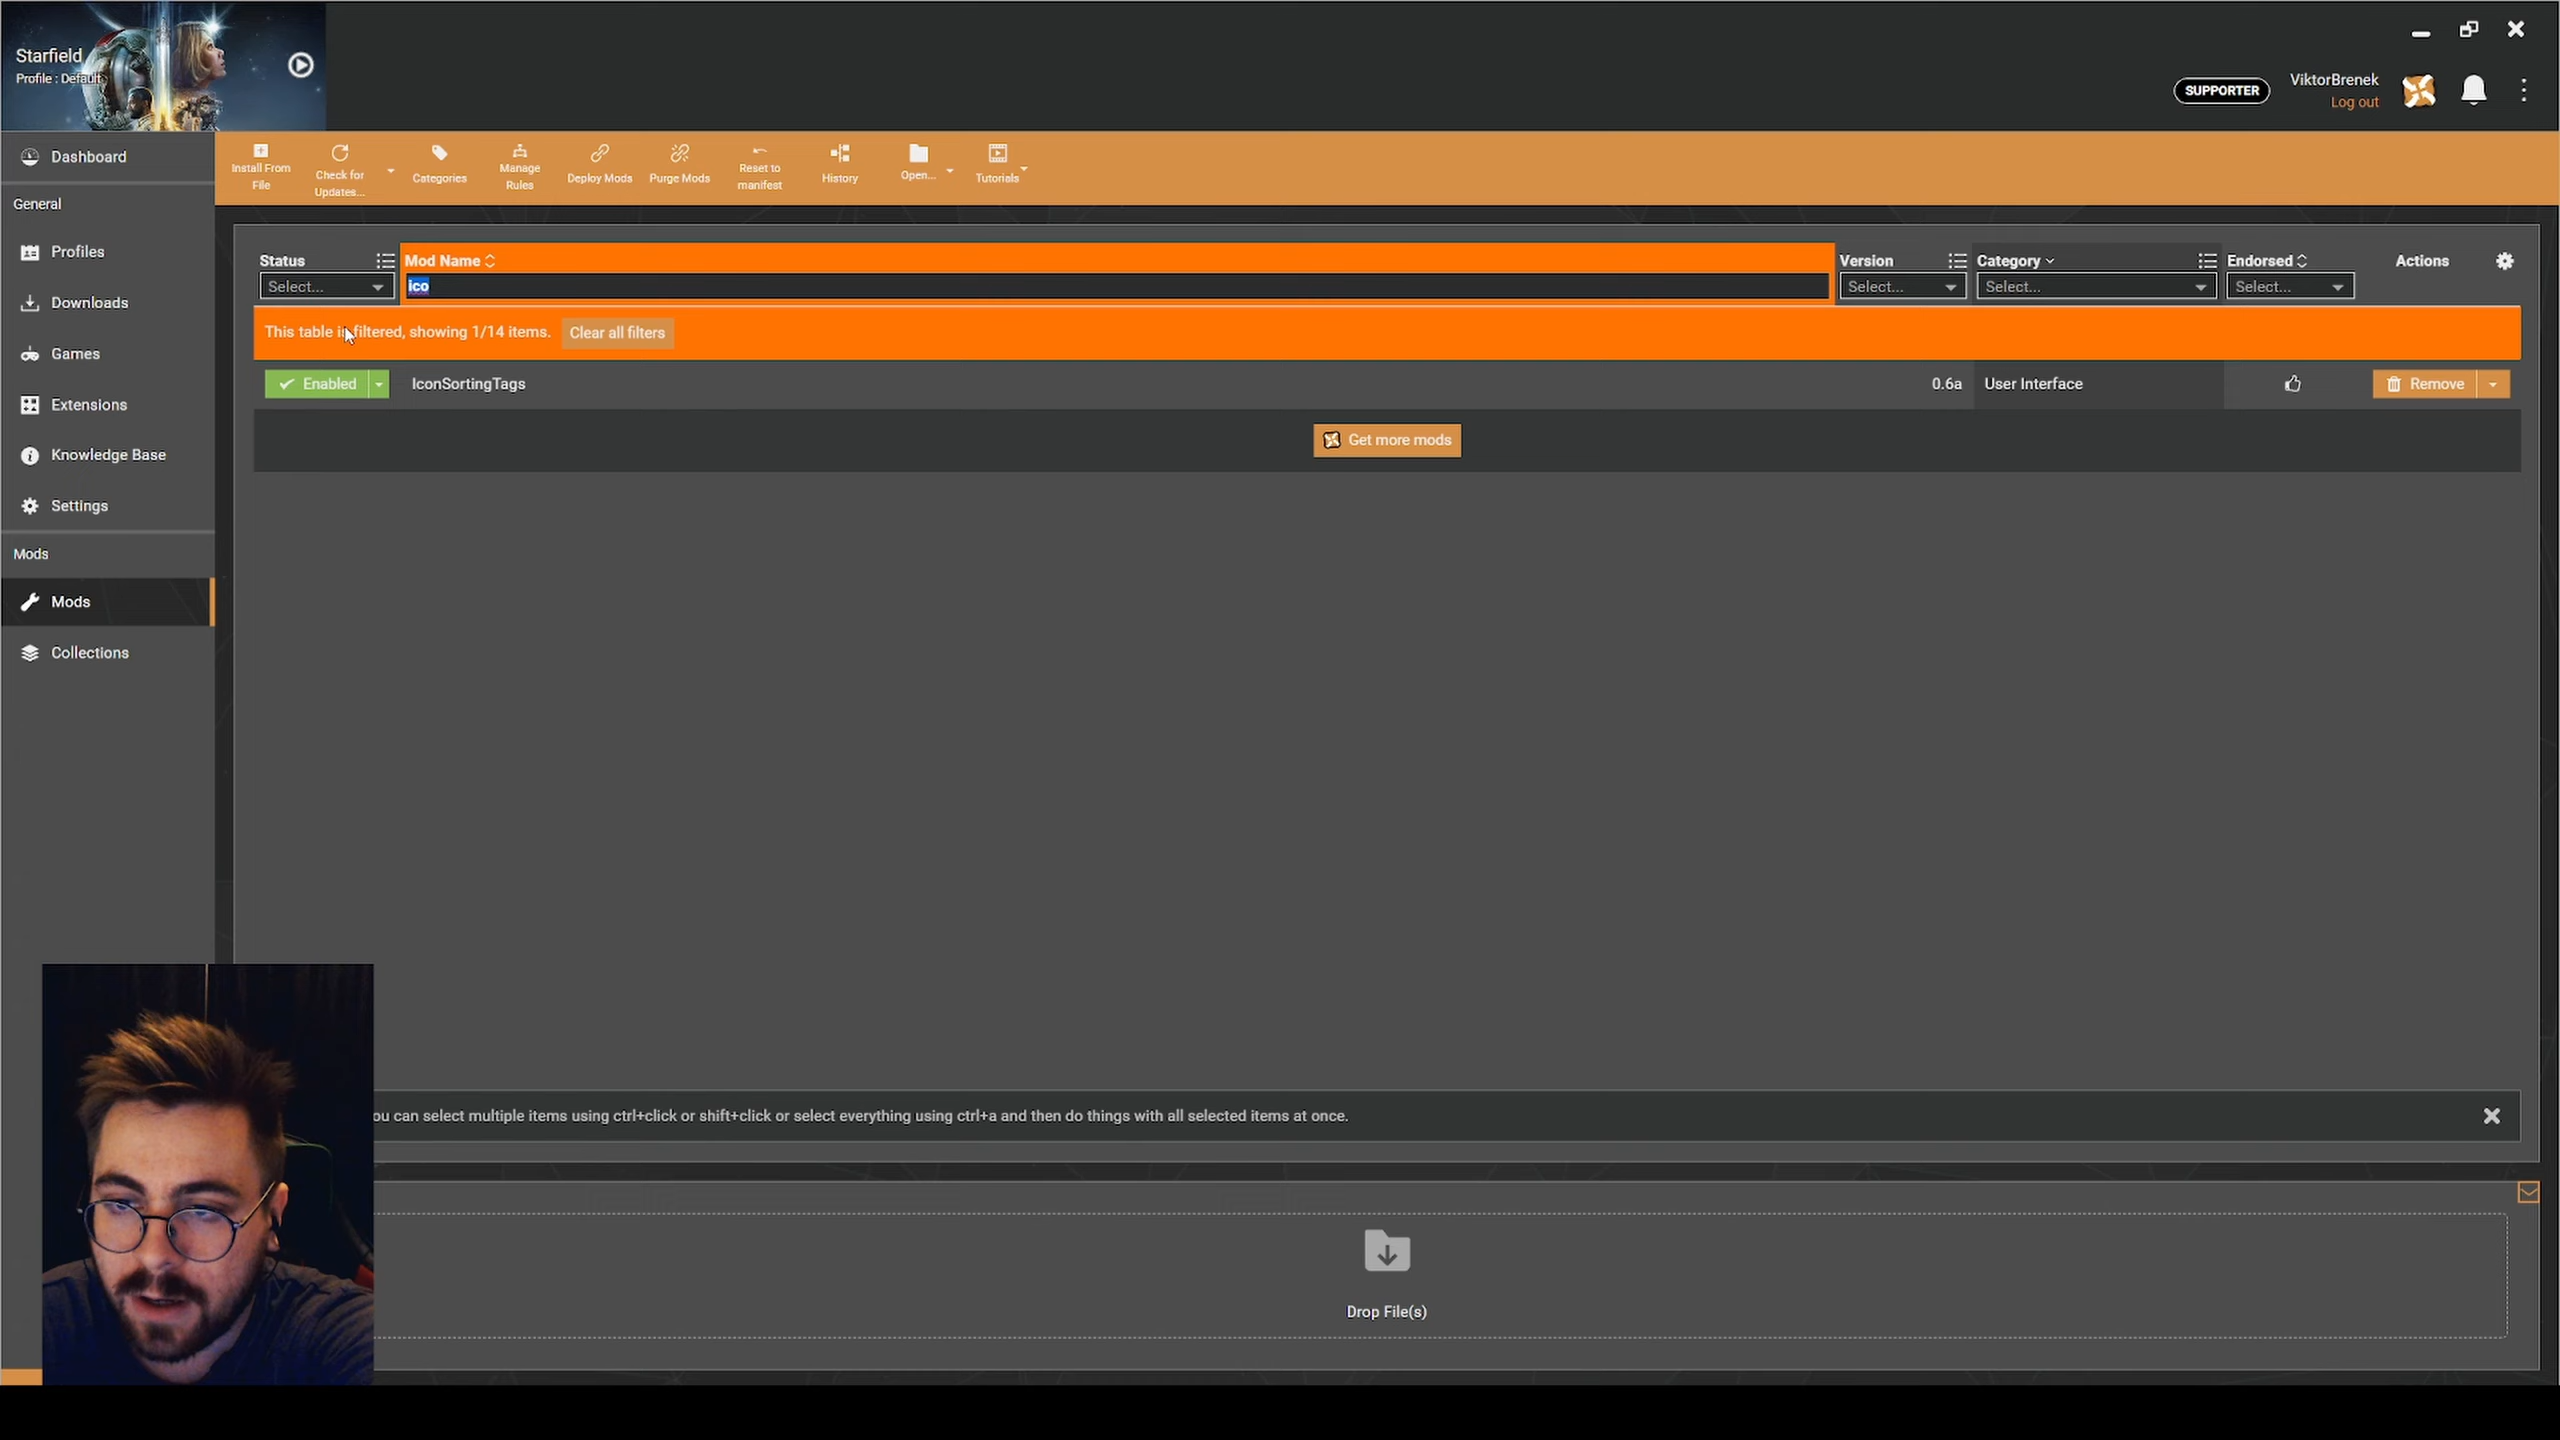 Starfield
Profile : Default
SUPPORTER
ViktorBrenek
Log out
Dashboard
General
Profiles
Downloads
Games
Extensions
Knowledge Base
Settings
Mods
Mods
Collections
Install From File
Check for Updates...
Categories
Manage Rules
Deploy Mods
Purge Mods
Reset to manifest
History
Open...
Tutorials
Status
Mod Name
Version
Category
Endorsed
Actions
Select...
ico
Select...
Select...
Select...
This table is filtered, showing 1/14 items.
Clear all filters
Enabled
IconSortingTags
0.6a
User Interface
Remove
Get more mods
ou can select multiple items using ctrl+click or shift+click or select everything using ctrl+a and then do things with all selected items at once.
Drop File(s)